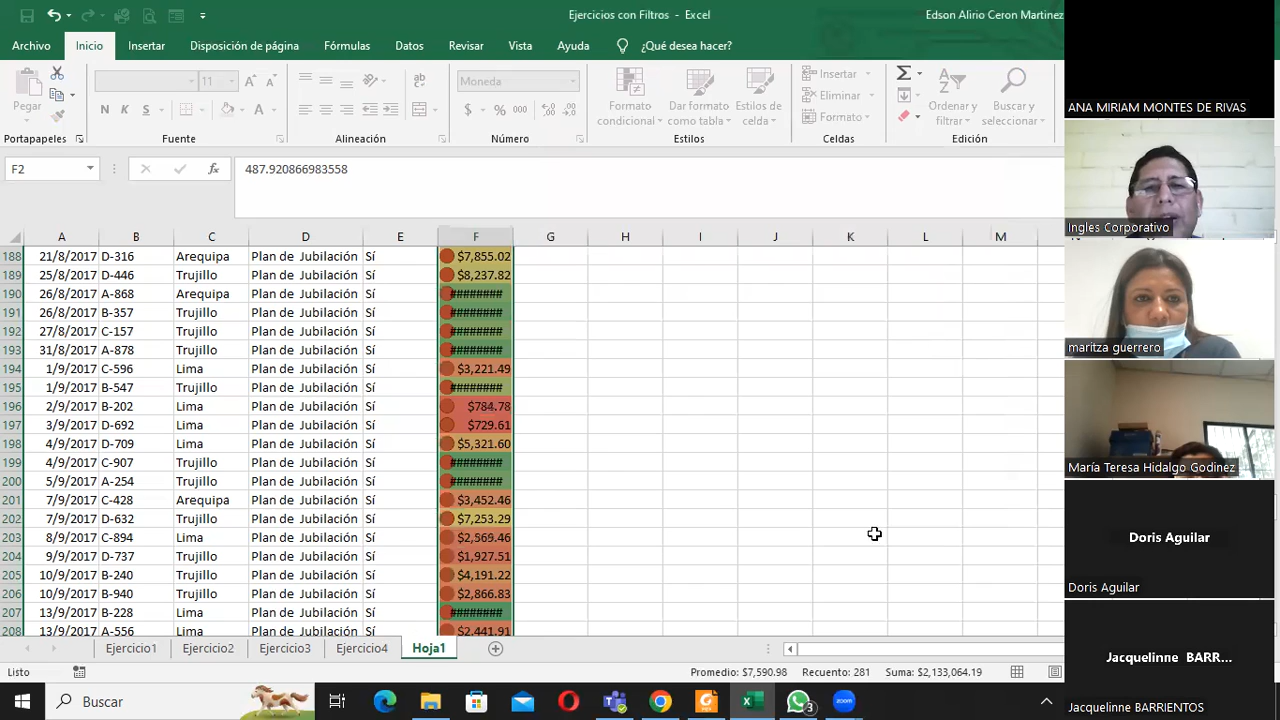 Ejercicios con Filtros - Excel
Edson Alirio Ceron Martinez
Archivo Inicio Insertar Disposición de página Fórmulas Datos Revisar Vista Ayuda ¿Qué desea hacer?
Pegar
11
N K S
Moneda
$ % 000
Formato condicional
Dar formato como tabla
Estilos de celda
Insertar
Eliminar
Formato
Ordenar y filtrar
Buscar y seleccionar
Portapapeles Fuente Alineación Número Estilos Celdas Edición
F2 fx 487.920866983558
A B C D E F G H I J K L M
188 21/8/2017 D-316 Arequipa Plan de Jubilación Sí $7,855.02
189 25/8/2017 D-446 Trujillo Plan de Jubilación Sí $8,237.82
190 26/8/2017 A-868 Arequipa Plan de Jubilación Sí ########
191 26/8/2017 B-357 Trujillo Plan de Jubilación Sí ########
192 27/8/2017 C-157 Trujillo Plan de Jubilación Sí ########
193 31/8/2017 A-878 Trujillo Plan de Jubilación Sí ########
194 1/9/2017 C-596 Lima Plan de Jubilación Sí $3,221.49
195 1/9/2017 B-547 Trujillo Plan de Jubilación Sí ########
196 2/9/2017 B-202 Lima Plan de Jubilación Sí $784.78
197 3/9/2017 D-692 Lima Plan de Jubilación Sí $729.61
198 4/9/2017 D-709 Lima Plan de Jubilación Sí $5,321.60
199 4/9/2017 C-907 Trujillo Plan de Jubilación Sí ########
200 5/9/2017 A-254 Trujillo Plan de Jubilación Sí ########
201 7/9/2017 C-428 Arequipa Plan de Jubilación Sí $3,452.46
202 7/9/2017 D-632 Trujillo Plan de Jubilación Sí $7,253.29
203 8/9/2017 C-894 Lima Plan de Jubilación Sí $2,569.46
204 9/9/2017 D-737 Trujillo Plan de Jubilación Sí $1,927.51
205 10/9/2017 B-240 Trujillo Plan de Jubilación Sí $4,191.22
206 10/9/2017 B-940 Trujillo Plan de Jubilación Sí $2,866.83
207 13/9/2017 B-228 Lima Plan de Jubilación Sí ########
208 13/9/2017 A-556 Lima Plan de Jubilación Sí $2,441.91
Ejercicio1 Ejercicio2 Ejercicio3 Ejercicio4 Hoja1
Listo Promedio: $7,590.98 Recuento: 281 Suma: $2,133,064.19
Buscar
3
zoom
ANA MIRIAM MONTES DE RIVAS
Ingles Corporativo
maritza guerrero
María Teresa Hidalgo Godinez
Doris Aguilar
Doris Aguilar
Jacquelinne BARR...
Jacquelinne BARRIENTOS